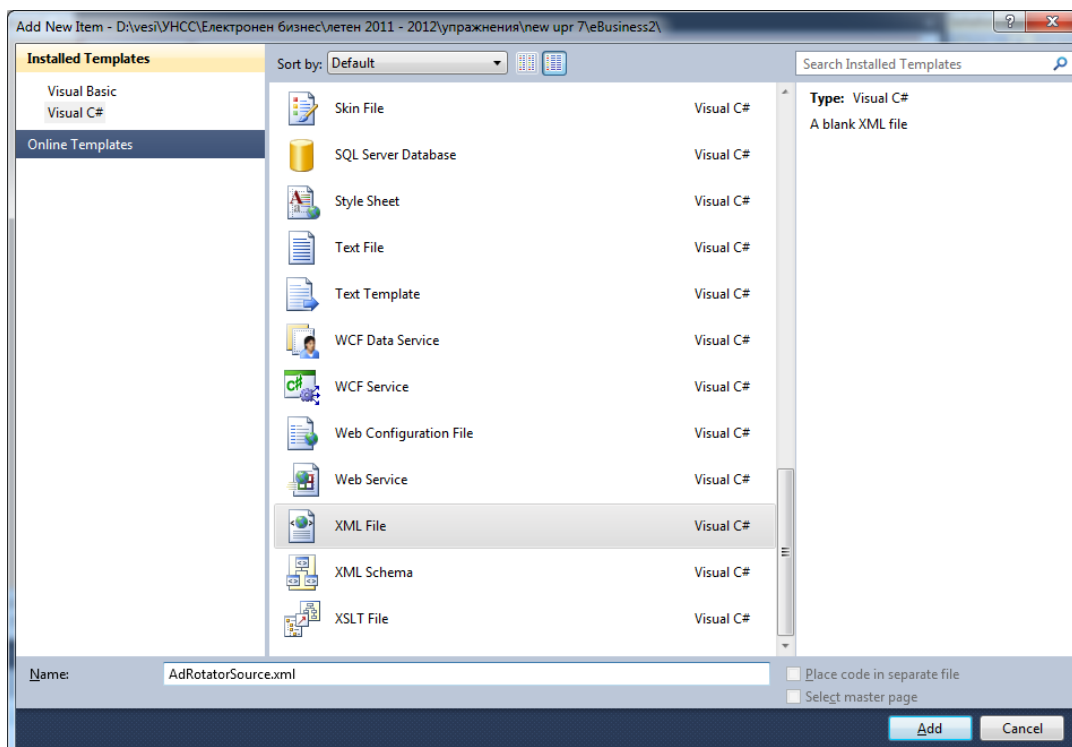 Add New Item - D:\vesi\УНСС\Електронен бизнес\летен 2011 - 2012\упражнения\new upr 7\eBusiness2\
Installed Templates
Visual Basic
Visual C#
Online Templates
Sort by: Default
Search Installed Templates
Skin File Visual C#
SQL Server Database Visual C#
Style Sheet Visual C#
Text File Visual C#
Text Template Visual C#
WCF Data Service Visual C#
WCF Service Visual C#
Web Configuration File Visual C#
Web Service Visual C#
XML File Visual C#
XML Schema Visual C#
XSLT File Visual C#
Type: Visual C#
A blank XML file
Name: AdRotatorSource.xml
Place code in separate file
Select master page
Add Cancel